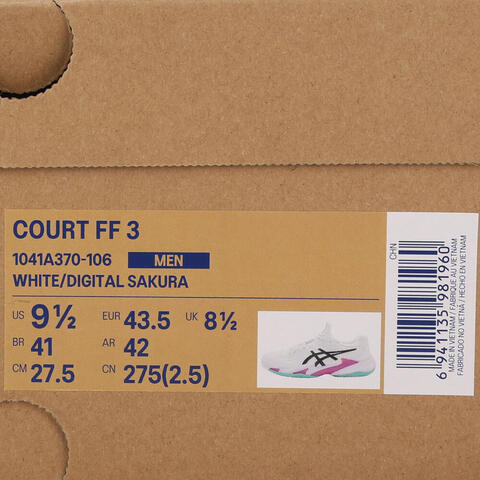 COURT FF 3
1041A370-106 MEN
WHITE/DIGITAL SAKURA
US 9½ EUR 43.5 UK 8½
BR 41 AR 42
CM 27.5 CN 275(2.5)
CHN
6 941135 981960
MADE IN VIETNAM / FABRIQUÉ AU VIETNAM
FABRICADO NO VIETNÃ / HECHO EN VIETNAM